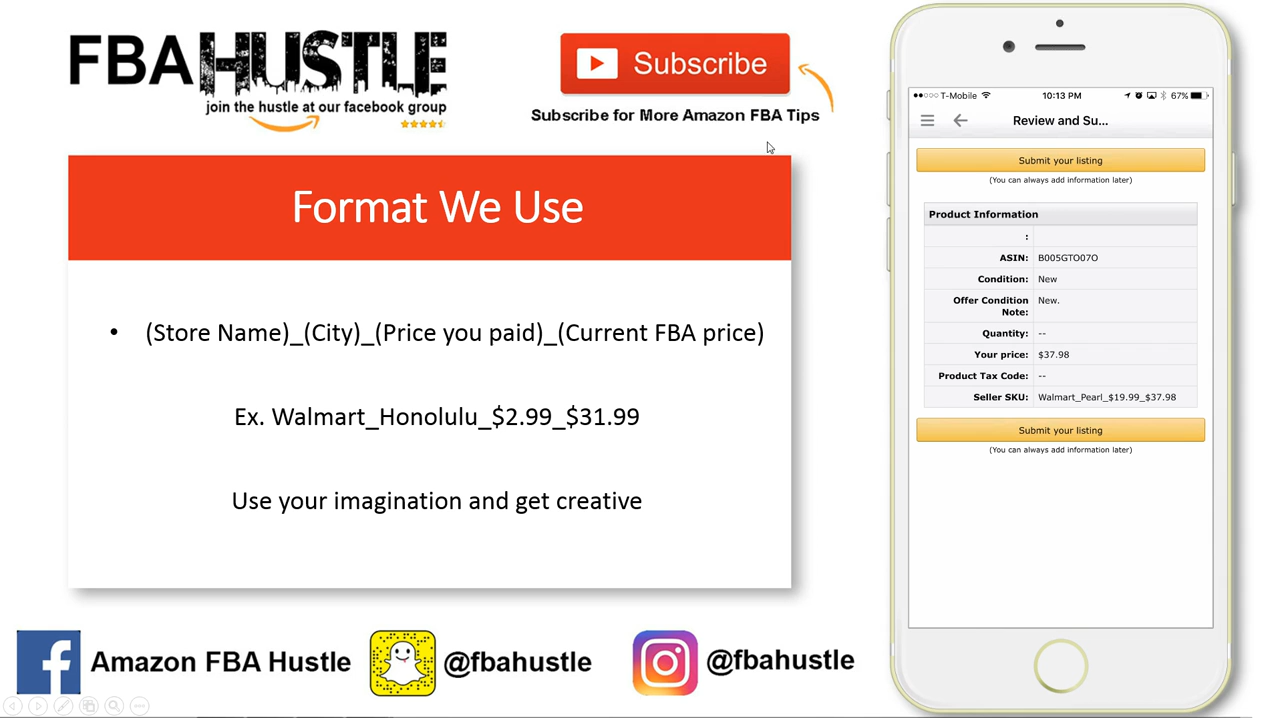 FBA HUSTLE
join the hustle at our facebook group
Subscribe
Subscribe for More Amazon FBA Tips
Format We Use
• (Store Name)_(City)_(Price you paid)_(Current FBA price)
Ex. Walmart_Honolulu_$2.99_$31.99
Use your imagination and get creative
T-Mobile 10:13 PM 67%
Review and Su...
Submit your listing
(You can always add information later)
Product Information
:
ASIN: B005GTO07O
Condition: New
Offer Condition New.
Note:
Quantity: --
Your price: $37.98
Product Tax Code: --
Seller SKU: Walmart_Pearl_$19.99_$37.98
Submit your listing
(You can always add information later)
f Amazon FBA Hustle @fbahustle @fbahustle